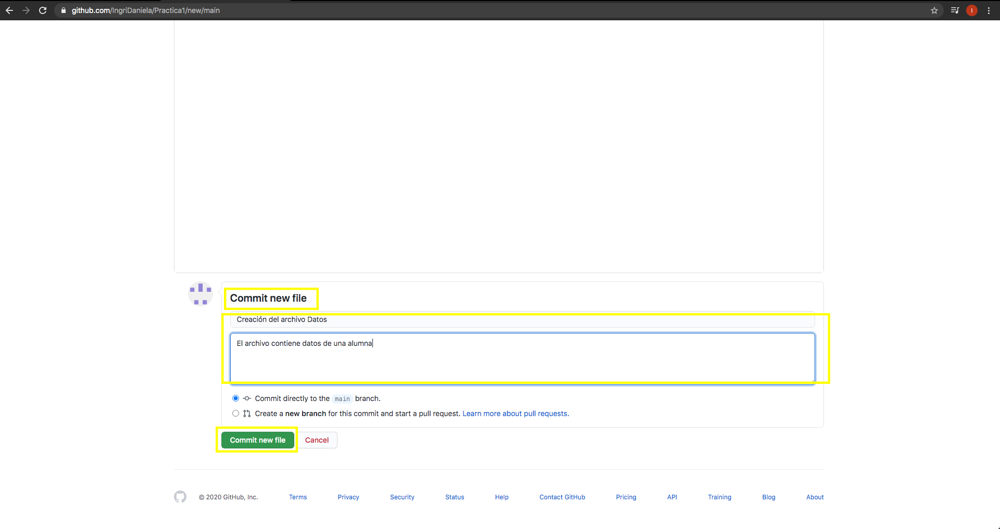 github.com/IngriDaniela/Practica1/new/main
I
Commit new file
Creación del archivo Datos
El archivo contiene datos de una alumna
Commit directly to the main branch.
Create a new branch for this commit and start a pull request. Learn more about pull requests.
Commit new file Cancel
© 2020 GitHub, Inc. Terms Privacy Security Status Help Contact GitHub Pricing API Training Blog About